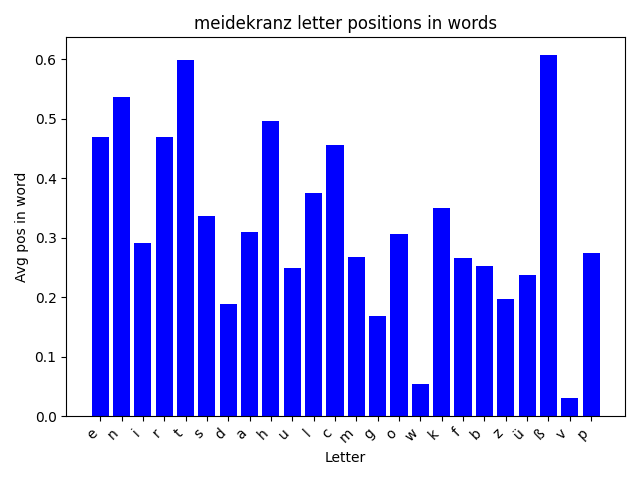 meidekranz letter positions in words
Avg pos in word
0.6
0.5
0.4
0.3
0.2
0.1
0.0
e n i r t s d a h u l c m g o w k f b z ü ß v p
Letter